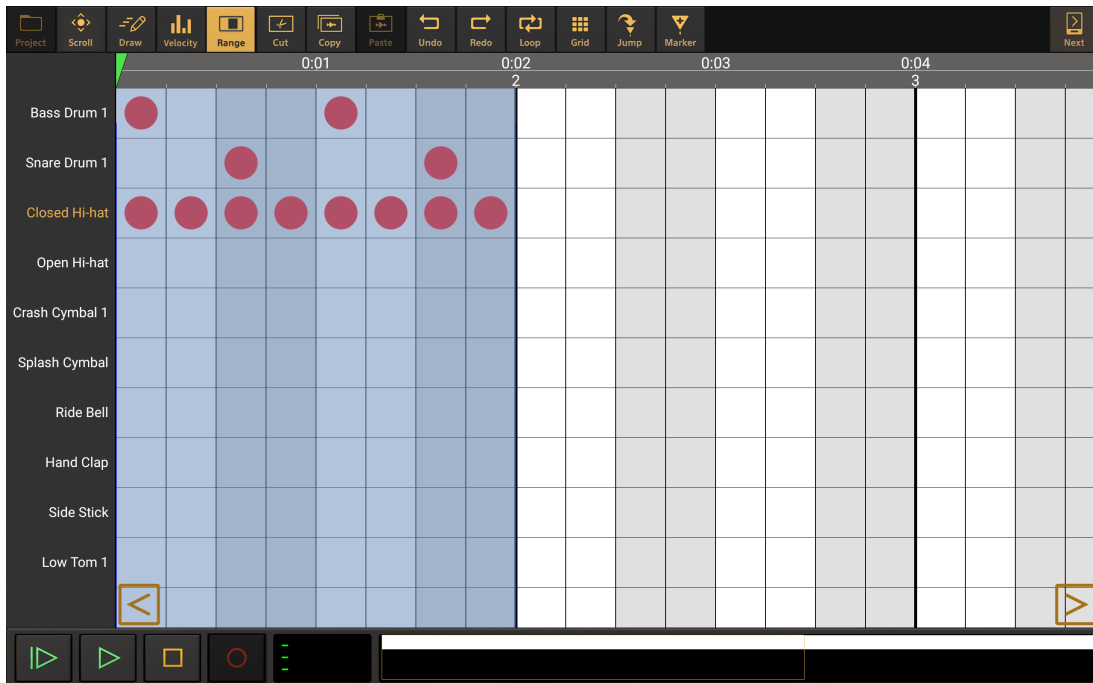 Project Scroll Draw Velocity Range Cut Copy Paste Undo Redo Loop Grid Jump Marker Next
0:01 0:02 0:03 0:04
2 3
Bass Drum 1
Snare Drum 1
Closed Hi-hat
Open Hi-hat
Crash Cymbal 1
Splash Cymbal
Ride Bell
Hand Clap
Side Stick
Low Tom 1